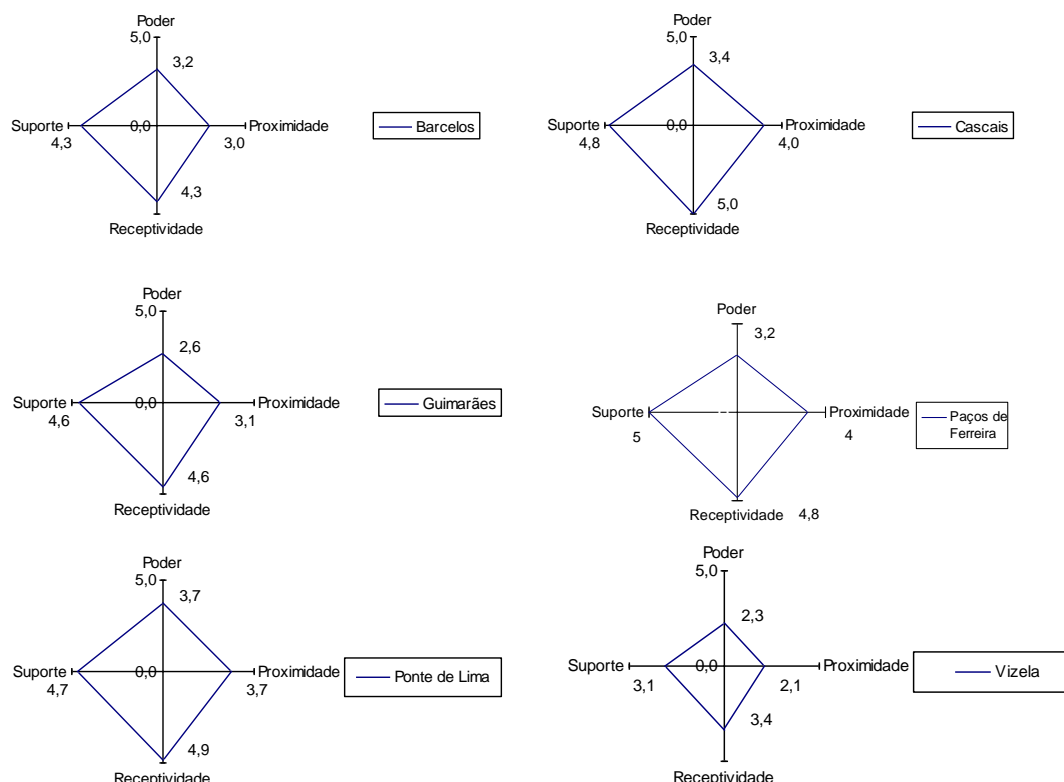 Poder
5,0
3,2
Suporte
0,0
Proximidade
4,3
3,0
4,3
Receptividade
Barcelos
Poder
5,0
3,4
Suporte
0,0
Proximidade
4,8
4,0
5,0
Receptividade
Cascais
Poder
5,0
2,6
Suporte
0,0
Proximidade
4,6
3,1
4,6
Receptividade
Guimarães
Poder
3,2
Suporte
Proximidade
5
4
Receptividade
4,8
Paços de
Ferreira
Poder
5,0
3,7
Suporte
0,0
Proximidade
4,7
3,7
4,9
Receptividade
Ponte de Lima
Poder
5,0
2,3
Suporte
0,0
Proximidade
3,1
2,1
3,4
Receptividade
Vizela